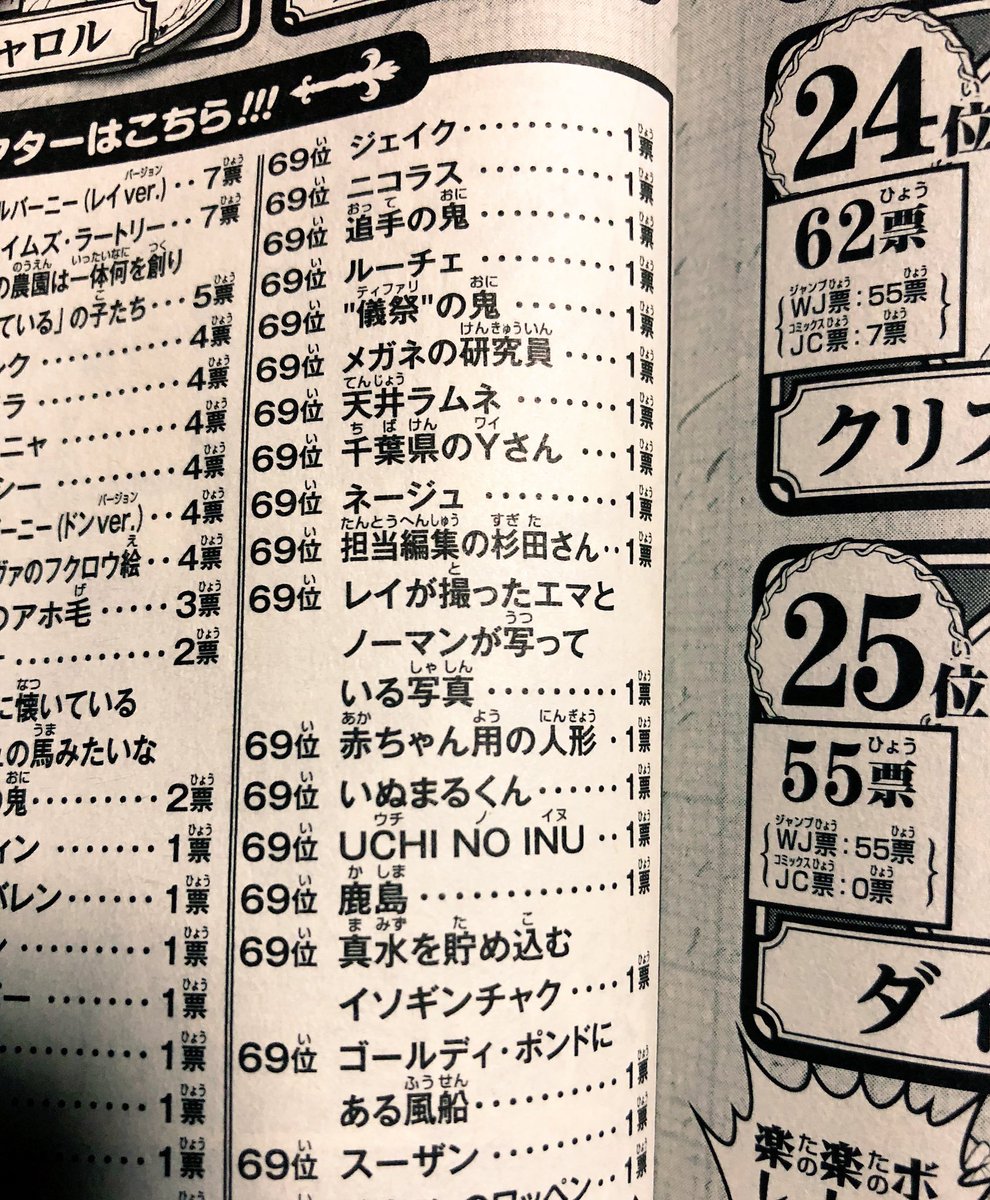 ャロル
クターはこちら!!!
ルバーニー(レイver.)‥7票
イムズ・ラートリー‥7票
の農園は一体何を創り
ている」の子たち…5票
4票
ラ……4票
ニャ……4票
シー……4票
ーニー(ドンver.)‥4票
ヴァのフクロウ絵‥4票
のアホ毛……3票
……2票
に懐いている
の馬みたいな
鬼……2票
ィン……1票
バレン……1票
……1票
ー……1票
……1票
……1票
……1票
69位 ジェイク……1票
69位 ニコラス……1票
69位 追手の鬼……1票
69位 ルーチェ……1票
69位 "儀祭"の鬼……1票
69位 メガネの研究員……1票
69位 天井ラムネ……1票
69位 千葉県のYさん…1票
69位 ネージュ……1票
69位 担当編集の杉田さん‥1票
69位 レイが撮ったエマと
ノーマンが写って
いる写真……1票
69位 赤ちゃん用の人形・1票
69位 いぬまるくん……1票
69位 UCHI NO INU‥1票
69位 鹿島……1票
69位 真水を貯め込む
イソギンチャク……1票
69位 ゴールディ・ポンドに
ある風船……1票
69位 スーザン……1票
のワッペン…1票
24位
62票
WJ票:55票
JC票:7票
クリス
25位
55票
WJ票:55票
JC票:0票
ダイ
ボ
楽
楽